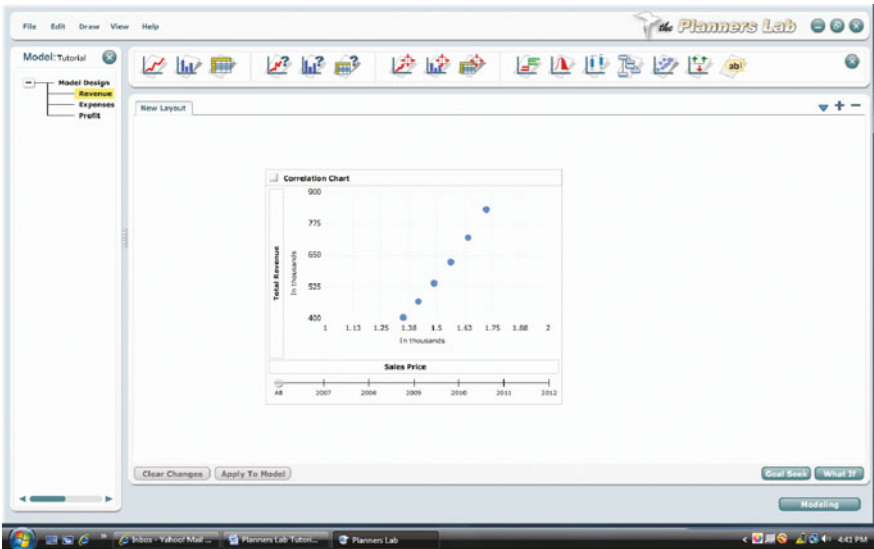 File Edit Draw View Help
the Planners Lab
Model: Tutorial
Model Design
Revenue
Expenses
Profit
abl
New Layout
Correlation Chart
900
775
650
525
400
Total Revenue
In thousands
1 1.13 1.25 1.38 1.5 1.63 1.75 1.88 2
In thousands
Sales Price
All 2007 2008 2009 2010 2011 2012
Clear Changes Apply To Model Goal Seek What If
Modeling
Inbox - Yahoo! Mail ... Planners Lab Tutori... Planners Lab 4:41 PM